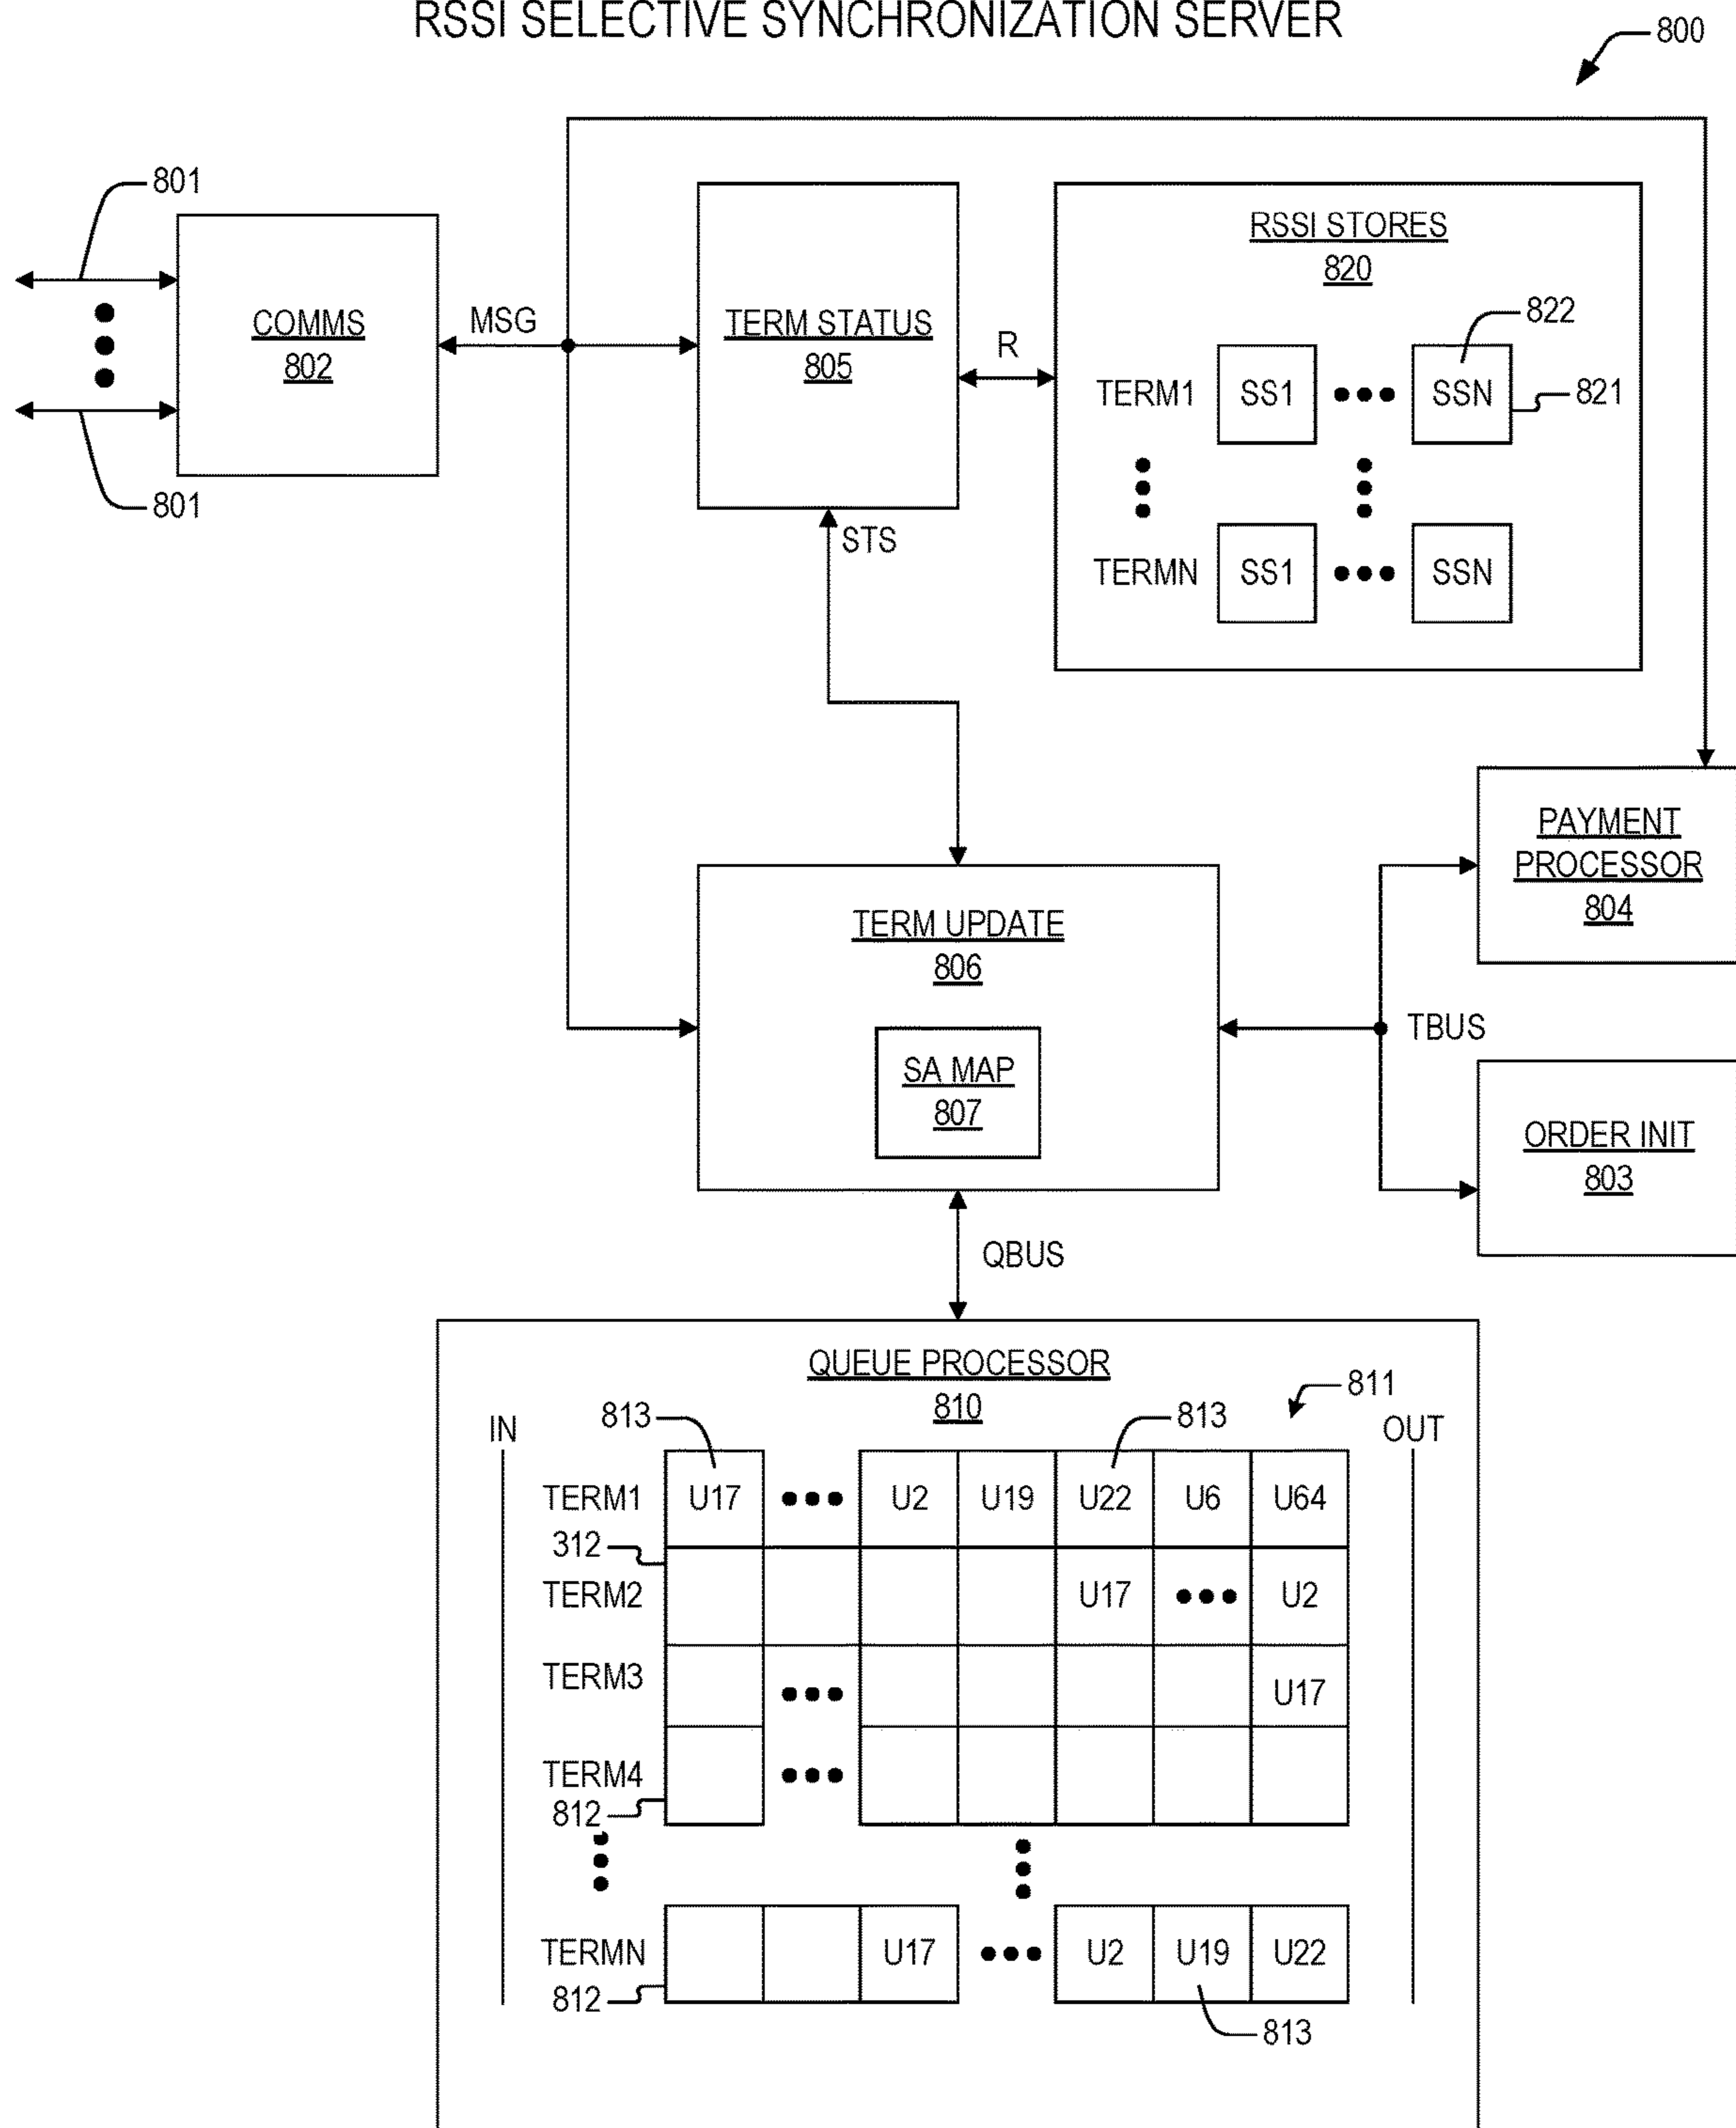 RSSI SELECTIVE SYNCHRONIZATION SERVER
800
801
COMMS
802
801
MSG
TERM STATUS
805
R
STS
RSSI STORES
820
822
TERM1 SS1 ••• SSN
821
TERMN SS1 ••• SSN
PAYMENT
PROCESSOR
804
TERM UPDATE
806
SA MAP
807
TBUS
ORDER INIT
803
QBUS
QUEUE PROCESSOR
810
811
813
813
IN
OUT
TERM1 U17 ••• U2 U19 U22 U6 U64
312
TERM2 U17 ••• U2
TERM3 ••• U17
TERM4 •••
812
TERMN U17 ••• U2 U19 U22
812
813